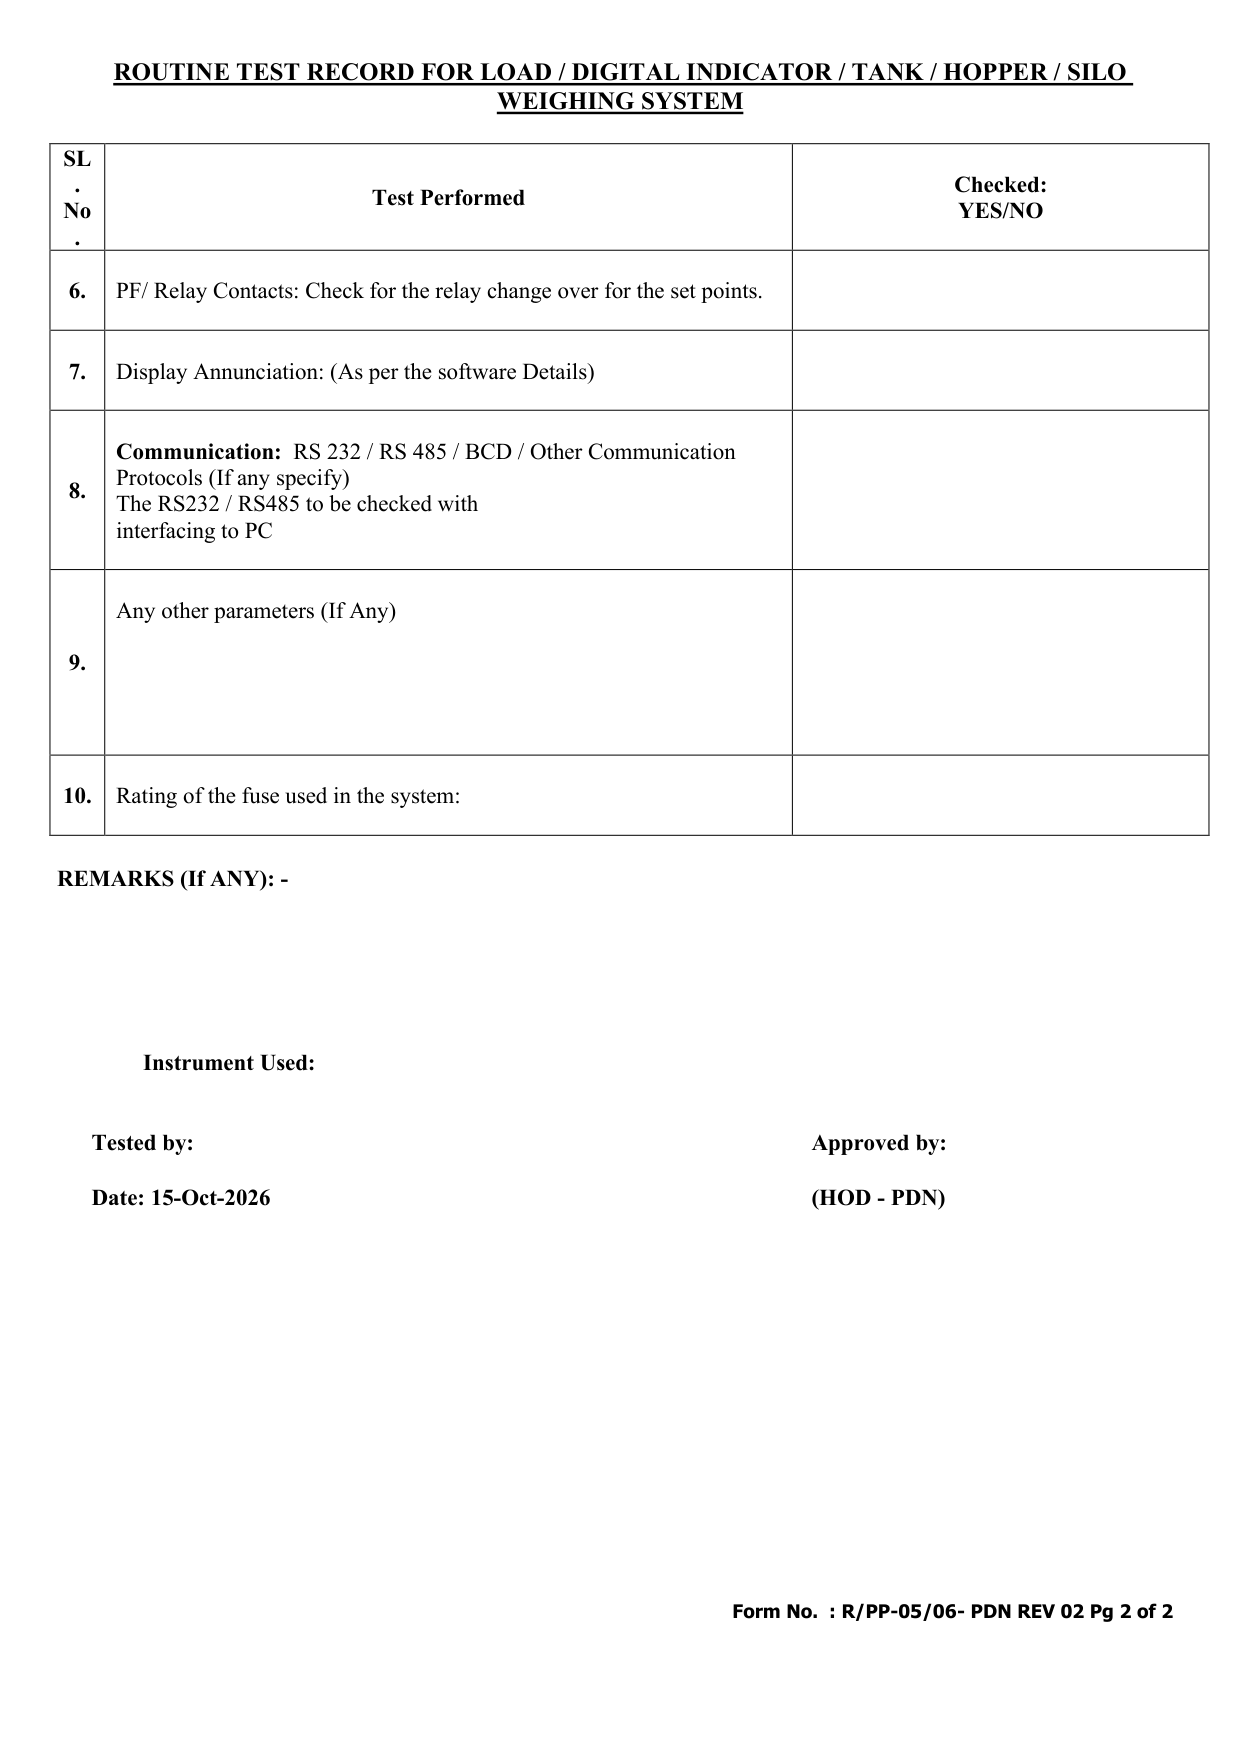 ROUTINE TEST RECORD FOR LOAD / DIGITAL INDICATOR / TANK / HOPPER / SILO
WEIGHING SYSTEM
SL
.
No
.
Test Performed
Checked:
YES/NO
6.
PF/ Relay Contacts: Check for the relay change over for the set points.
7.
Display Annunciation: (As per the software Details)
8.
Communication:  RS 232 / RS 485 / BCD / Other Communication
Protocols (If any specify)
The RS232 / RS485 to be checked with
interfacing to PC
9.
Any other parameters (If Any)
10.
Rating of the fuse used in the system:
REMARKS (If ANY): -
Instrument Used:
Tested by:
Approved by:
Date: 15-Oct-2026
(HOD - PDN)
Form No.  : R/PP-05/06- PDN REV 02 Pg 2 of 2